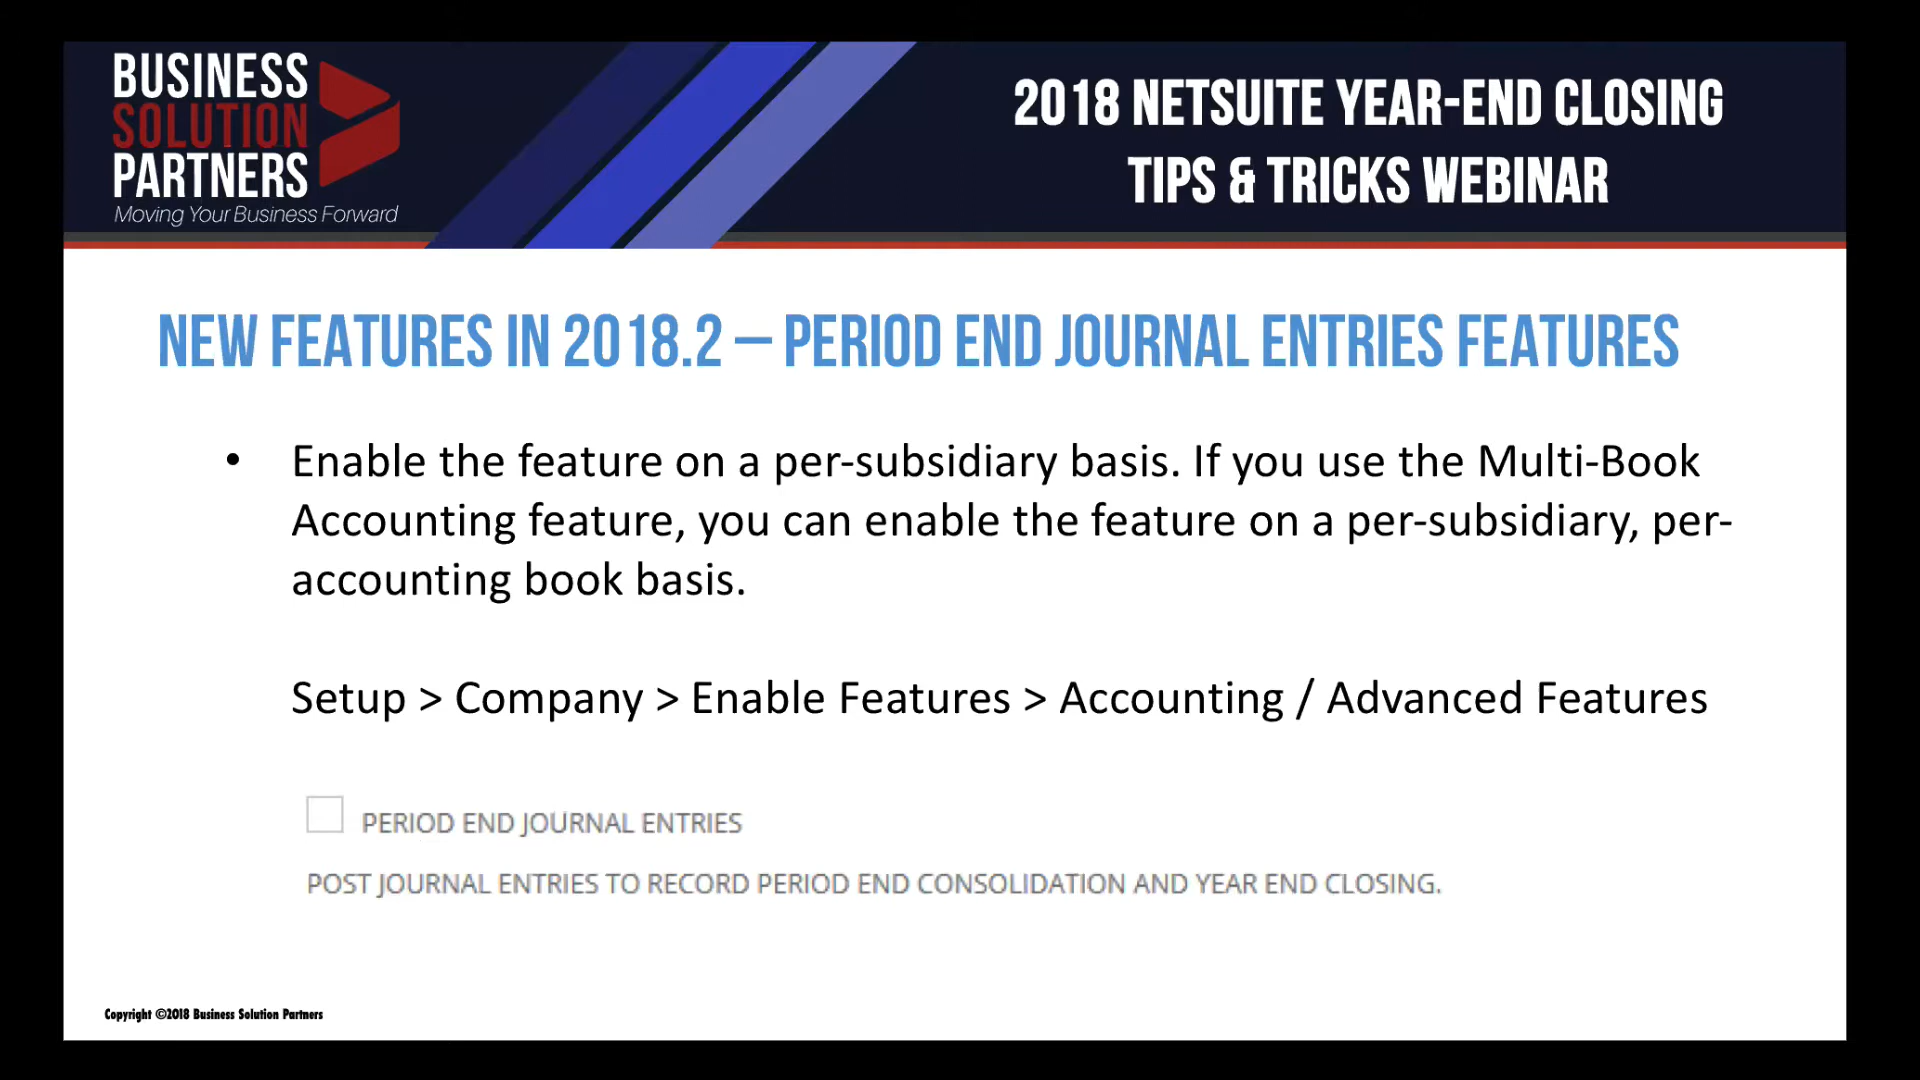 BUSINESS
SOLUTION
PARTNERS
Moving Your Business Forward
2018 NETSUITE YEAR-END CLOSING
TIPS & TRICKS WEBINAR
NEW FEATURES IN 2018.2 – PERIOD END JOURNAL ENTRIES FEATURES
• Enable the feature on a per-subsidiary basis. If you use the Multi-Book
Accounting feature, you can enable the feature on a per-subsidiary, per-
accounting book basis.
Setup > Company > Enable Features > Accounting / Advanced Features
PERIOD END JOURNAL ENTRIES
POST JOURNAL ENTRIES TO RECORD PERIOD END CONSOLIDATION AND YEAR END CLOSING.
Copyright ©2018 Business Solution Partners